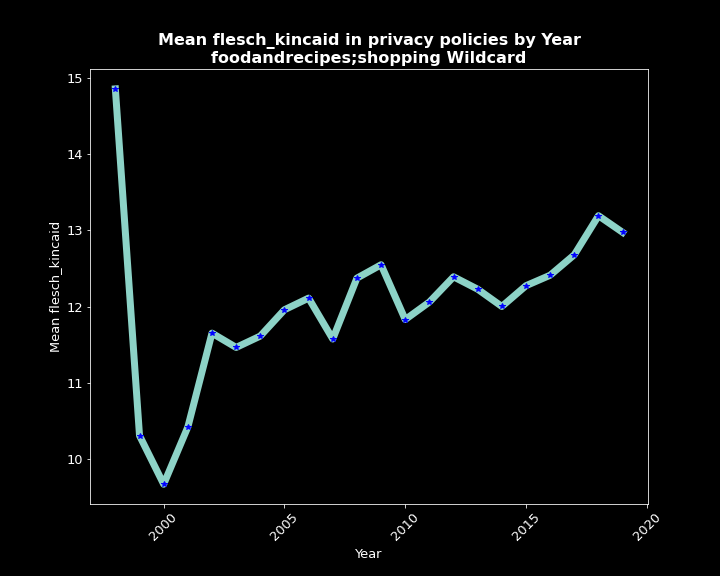 Mean flesch_kincaid in privacy policies by Year
foodandrecipes;shopping Wildcard
15
14
13
12
11
10
Mean flesch_kincaid
2000
2005
2010
2015
2020
Year